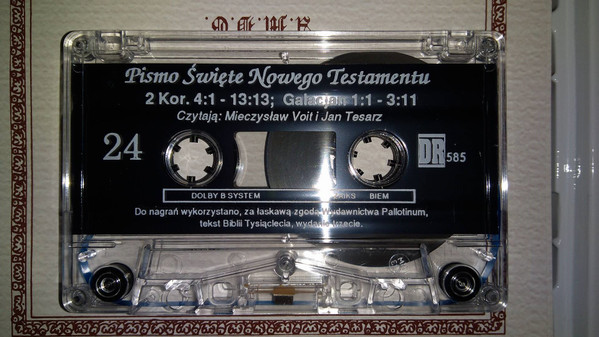 Pismo Święte Nowego Testamentu
2 Kor. 4:1 - 13:13; Galacjan 1:1 - 3:11
Czytają: Mieczysław Voit i Jan Tesarz
24
DR 585
DOLBY B SYSTEM BIEM
Do nagrań wykorzystano, za łaskawą zgodą Wydawnictwa Pallotinum,
tekst Biblii Tysiąclecia, wydanie trzecie.